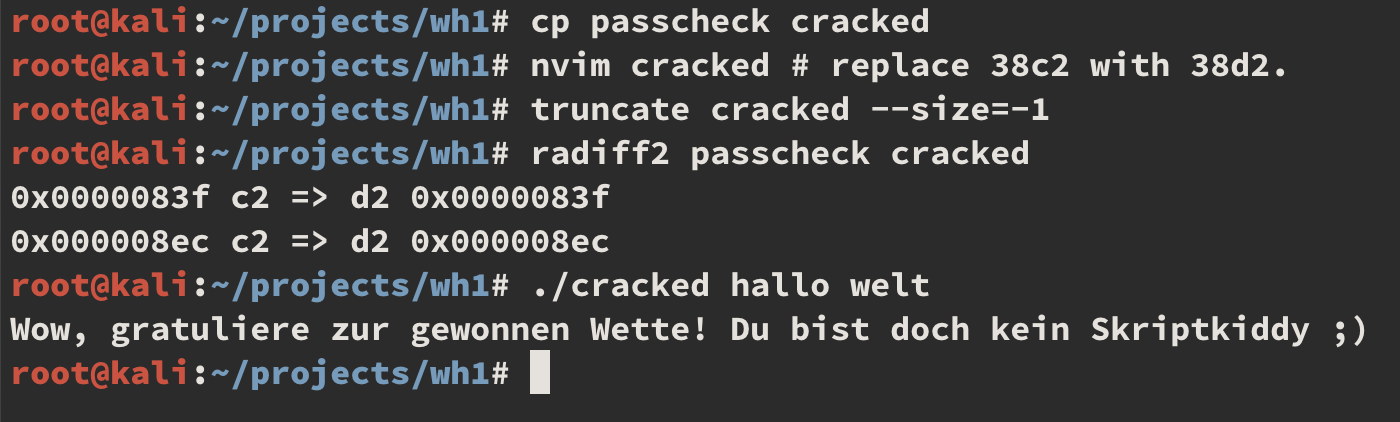 root@kali:~/projects/wh1# cp passcheck cracked
root@kali:~/projects/wh1# nvim cracked # replace 38c2 with 38d2.
root@kali:~/projects/wh1# truncate cracked --size=-1
root@kali:~/projects/wh1# radiff2 passcheck cracked
0x0000083f c2 => d2 0x0000083f
0x000008ec c2 => d2 0x000008ec
root@kali:~/projects/wh1# ./cracked hallo welt
Wow, gratuliere zur gewonnen Wette! Du bist doch kein Skriptkiddy ;)
root@kali:~/projects/wh1#